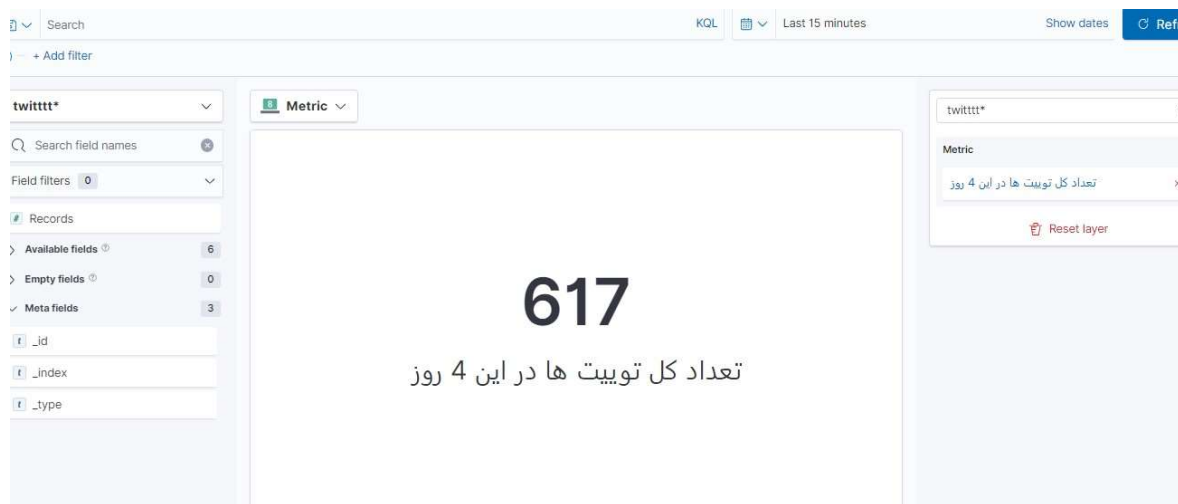 Search KQL Last 15 minutes Show dates Ref
+ Add filter
twitttt*
Search field names
Field filters 0
Records
Available fields 6
Empty fields 0
Meta fields 3
_id
_index
_type
Metric
617
تعداد کل توییت ها در این 4 روز
twitttt*
Metric
تعداد کل توییت ها در این 4 روز
Reset layer